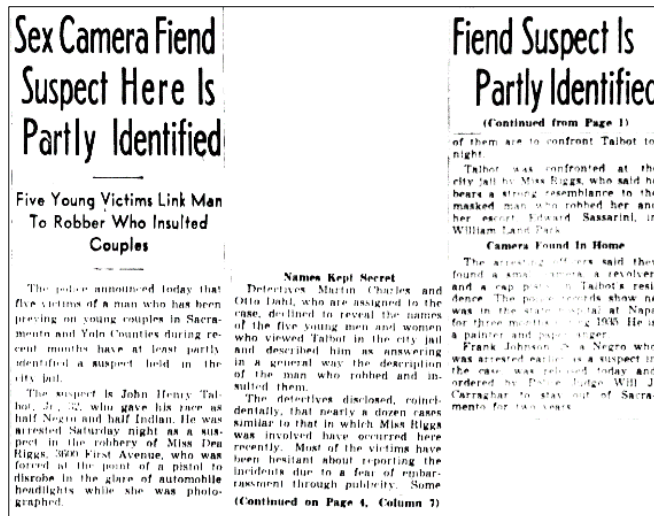 Sex Camera Fiend
Suspect Here Is
Partly Identified
Five Young Victims Link Man
To Robber Who Insulted
Couples
The police announced today that
five victims of a man who has been
preying on young couples in Sacra-
mento and Yolo Counties during re-
cent months have at least partly
identified a suspect held in the
city jail.
The suspect is John Henry Tal-
bot, Jr., 32, who gave his race as
half Negro and half Indian. He was
arrested Saturday night as a sus-
pect in the robbery of Miss Dea
Riggs, 3600 First Avenue, who was
forced at the point of a pistol to
disrobe in the glare of automobile
headlights while she was photo-
graphed.
Names Kept Secret
Detectives Martin Charles and
Otto Dahl, who are assigned to the
case, declined to reveal the names
of the five young men and women
who viewed Talbot in the city jail
and described him as answering
in a general way the description
of the man who robbed and in-
sulted them.
The detectives disclosed, coinci-
dentally, that nearly a dozen cases
similar to that in which Miss Riggs
was involved have occurred here
recently. Most of the victims have
been hesitant about reporting the
incidents due to a fear of embar-
rassment through publicity. Some
(Continued on Page 4, Column 7)
Fiend Suspect Is
Partly Identified
(Continued from Page 1)
of them are to confront Talbot to-
night.
Talbot was confronted at the
city jail by Miss Riggs, who said he
bears a strong resemblance to the
masked man who robbed her and
her escort Edward Sassarini, in
William Land Park.
Camera Found In Home
The arresting officers said they
found a small camera, a revolver
and a cap pistol in Talbot's resi-
dence. The police records show he
was in the state hospital at Napa
for three months during 1935. He is
a painter and paper hanger.
Frank Johnson, a Negro who
was arrested earlier as a suspect in
the case was released today and
ordered by Police Judge Will J.
Carraghar to stay out of Sacra-
mento for two years.